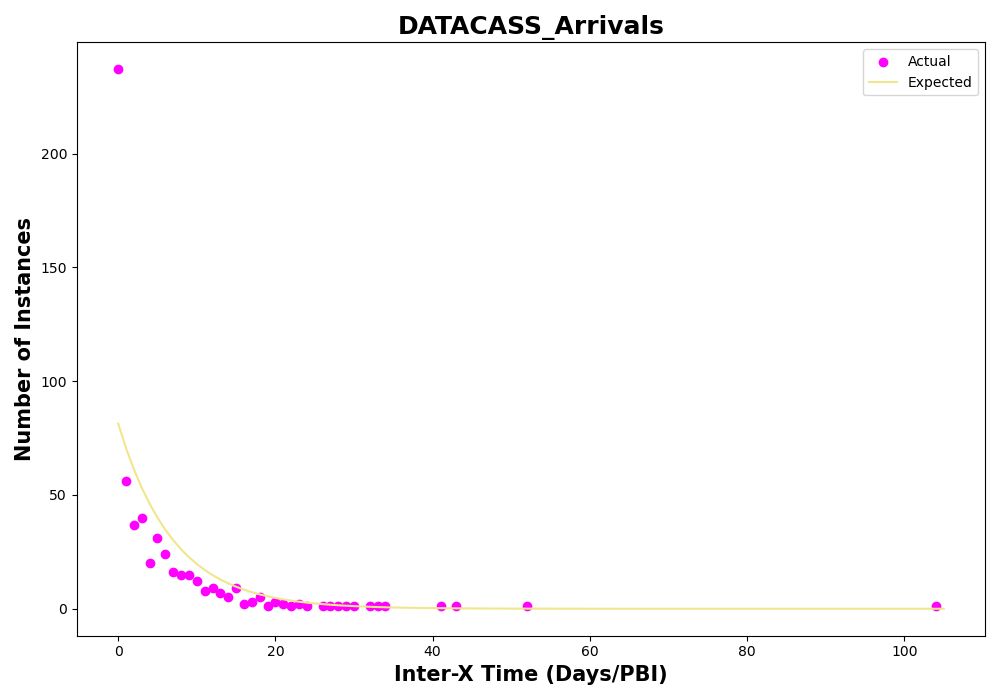 DATACASS_Arrivals
Actual
Expected
Number of Instances
200
150
100
50
0
0 20 40 60 80 100
Inter-X Time (Days/PBI)